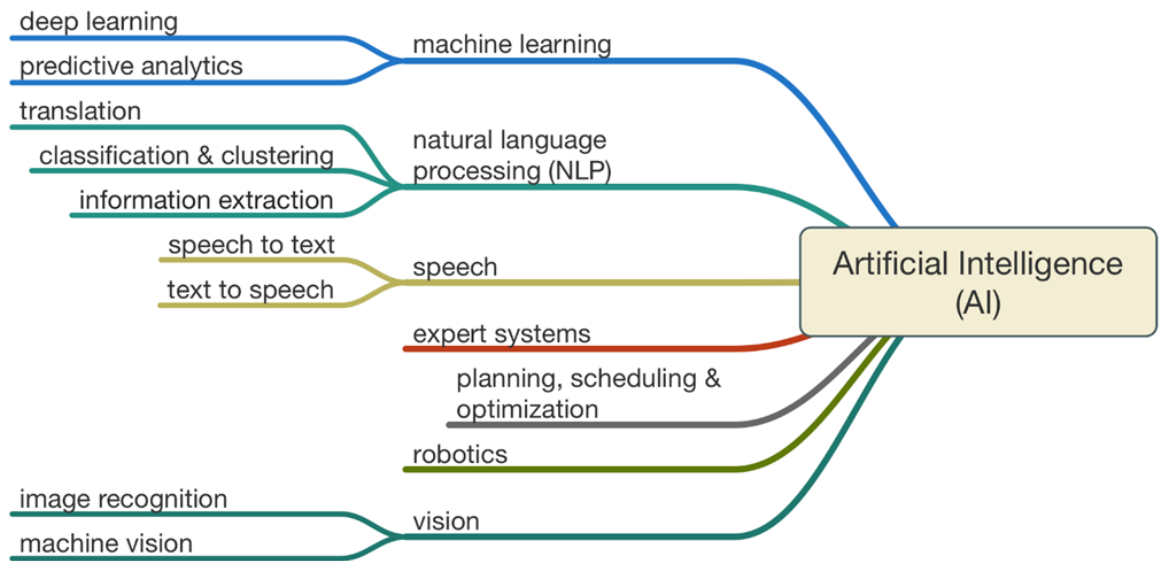 deep learning
predictive analytics
machine learning
translation
classification & clustering
information extraction
natural language
processing (NLP)
speech to text
text to speech
speech
expert systems
planning, scheduling &
optimization
robotics
image recognition
machine vision
vision
Artificial Intelligence
(AI)